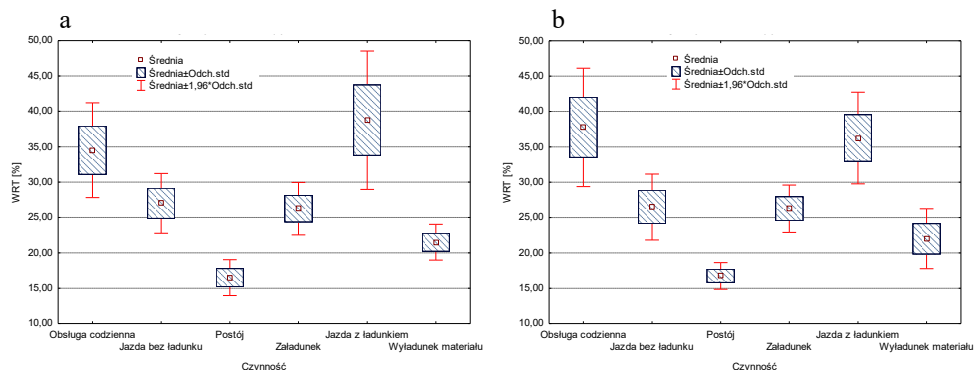 a
50,00
45,00
40,00
35,00
30,00
25,00
20,00
15,00
10,00
WRT [%]
Średnia
Średnia±Odch.std
Średnia±1,96*Odch.std
Obsługa codzienna
Postój
Jazda z ładunkiem
Jazda bez ładunku
Załadunek
Wyładunek materiału
Czynność
b
50,00
45,00
40,00
35,00
30,00
25,00
20,00
15,00
10,00
WRT [%]
Średnia
Średnia±Odch.std
Średnia±1,96*Odch.std
Obsługa codzienna
Postój
Jazda z ładunkiem
Jazda bez ładunku
Załadunek
Wyładunek materiału
Czynność